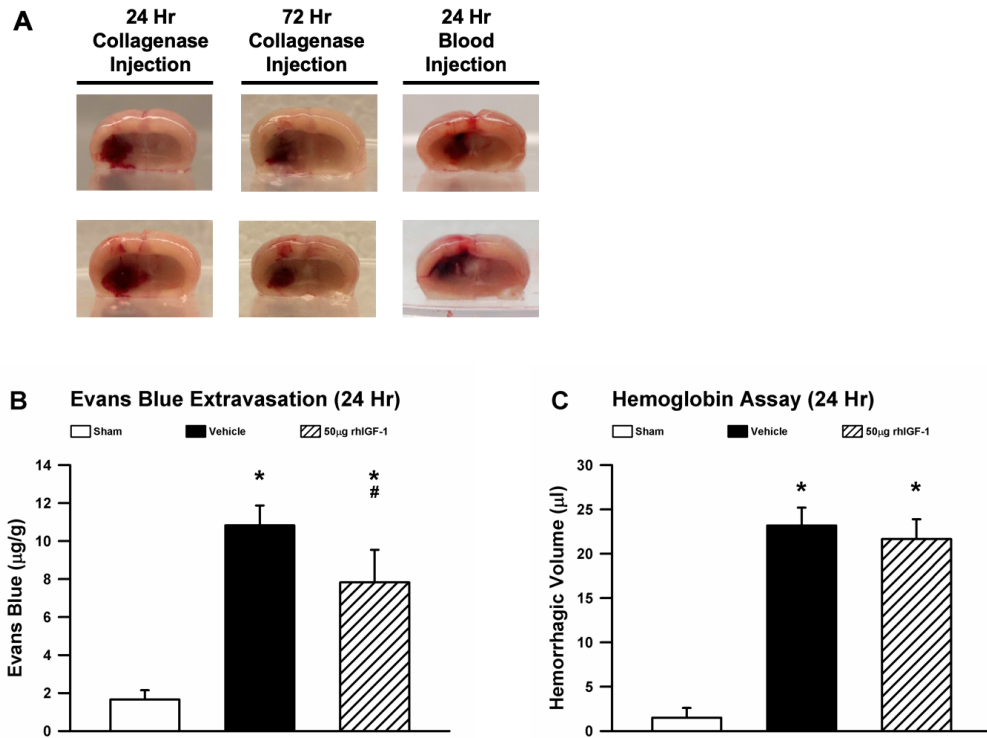 A
24 Hr
Collagenase
Injection
72 Hr
Collagenase
Injection
24 Hr
Blood
Injection
B
Evans Blue Extravasation (24 Hr)
Sham
Vehicle
50μg rhIGF-1
Evans Blue (μg/g)
14
12
10
8
6
4
2
0
*
*
#
C
Hemoglobin Assay (24 Hr)
Sham
Vehicle
50μg rhIGF-1
Hemorrhagic Volume (μl)
30
25
20
15
10
5
0
*
*